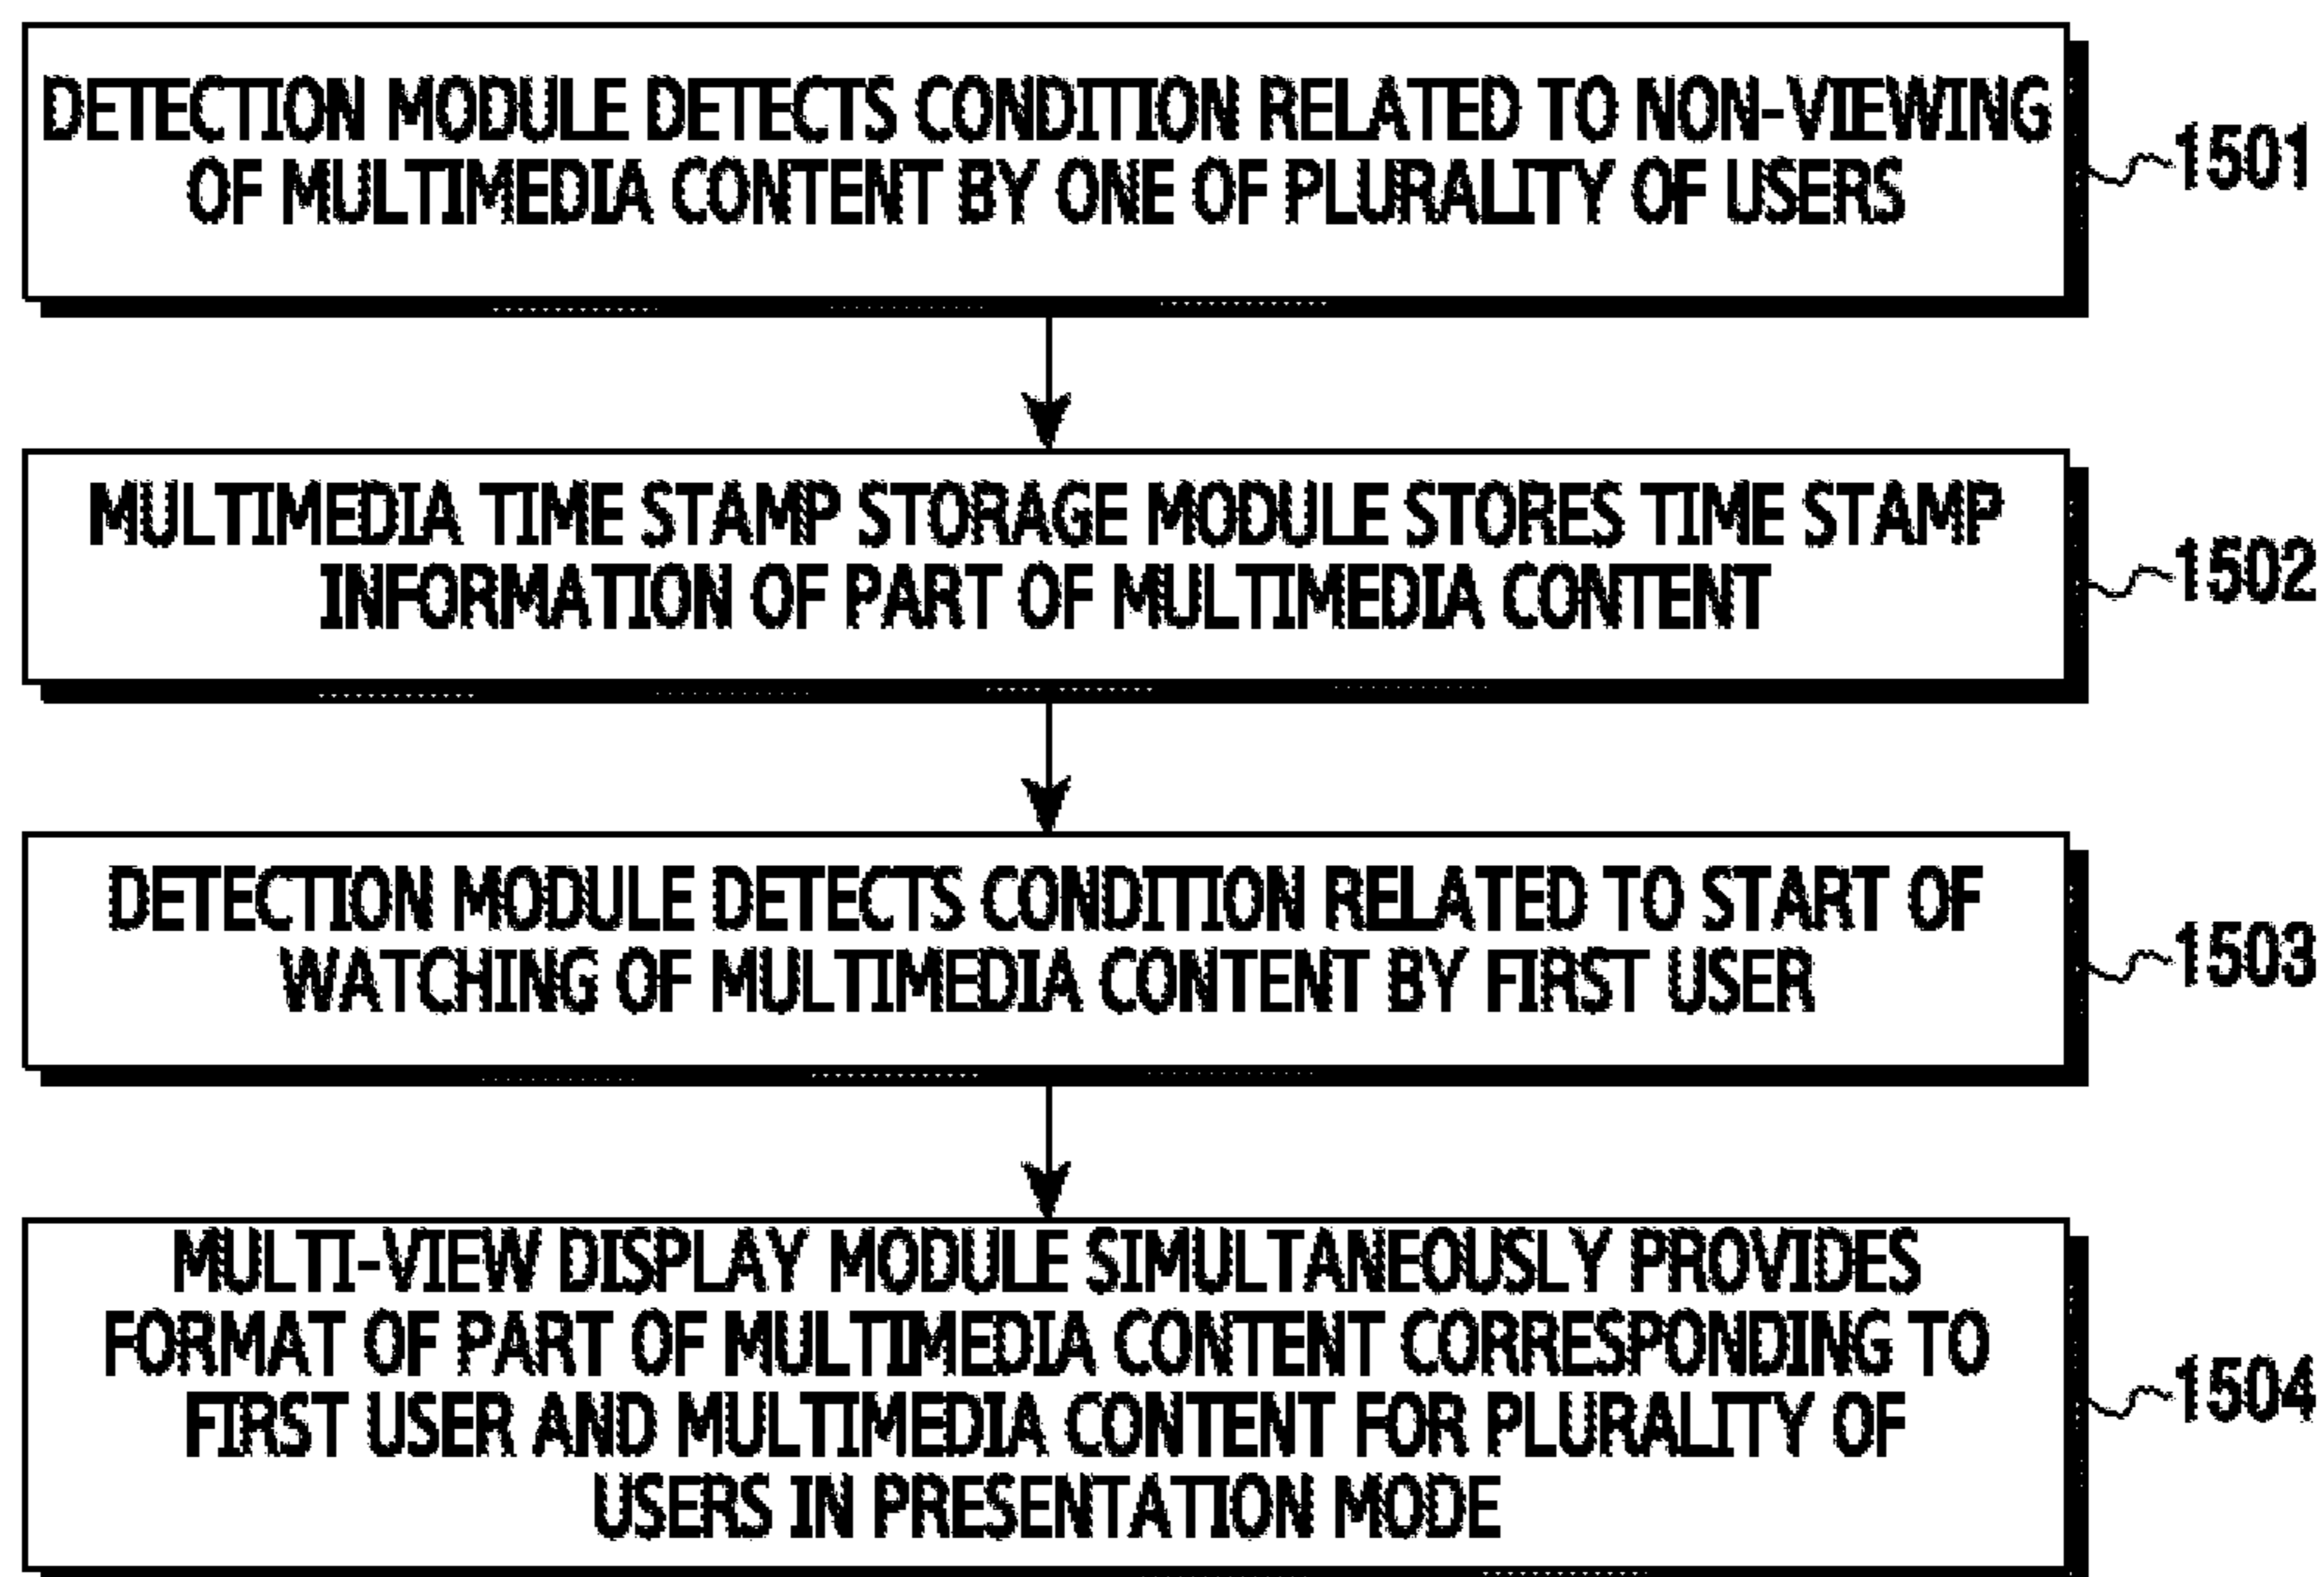 DETECTION MODULE DETECTS CONDITION RELATED TO NON-VIEWING
OF MULTIMEDIA CONTENT BY ONE OF PLURALITY OF USERS
1501
MULTIMEDIA TIME STAMP STORAGE MODULE STORES TIME STAMP
INFORMATION OF PART OF MULTIMEDIA CONTENT
1502
DETECTION MODULE DETECTS CONDITION RELATED TO START OF
WATCHING OF MULTIMEDIA CONTENT BY FIRST USER
1503
MULTI-VIEW DISPLAY MODULE SIMULTANEOUSLY PROVIDES
FORMAT OF PART OF MULTIMEDIA CONTENT CORRESPONDING TO
FIRST USER AND MULTIMEDIA CONTENT FOR PLURALITY OF
USERS IN PRESENTATION MODE
1504